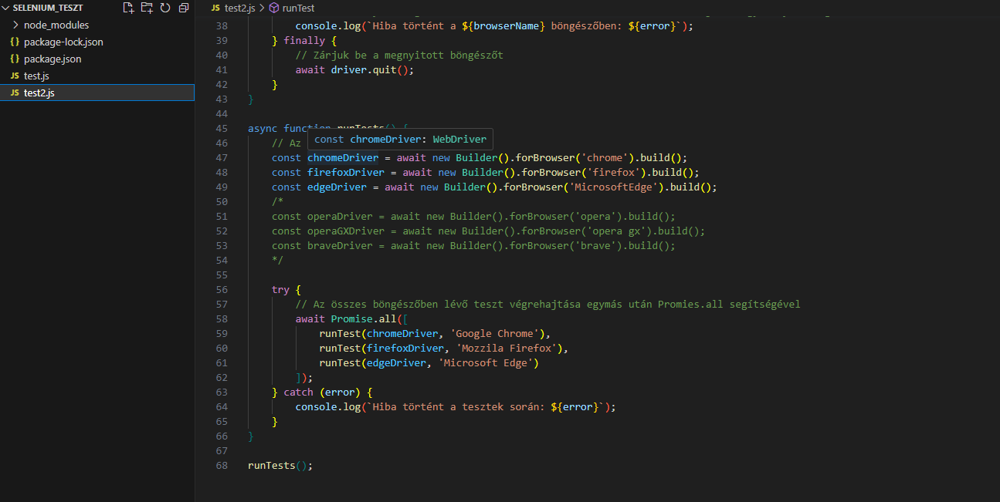 SELENIUM_TESZT
node_modules
{} package-lock.json
{} package.json
JS test.js
JS test2.js
JS test2.js > runTest
38 console.log(`Hiba történt a ${browserName} böngészőben: ${error}`);
39 } finally {
40 // Zárjuk be a megnyitott böngészőt
41 await driver.quit();
42 }
43 }
44
45 async function runTests() {
const chromeDriver: WebDriver
46 // Az
47 const chromeDriver = await new Builder().forBrowser('chrome').build();
48 const firefoxDriver = await new Builder().forBrowser('firefox').build();
49 const edgeDriver = await new Builder().forBrowser('MicrosoftEdge').build();
50 /*
51 const operaDriver = await new Builder().forBrowser('opera').build();
52 const operaGXDriver = await new Builder().forBrowser('opera gx').build();
53 const braveDriver = await new Builder().forBrowser('brave').build();
54 */
55
56 try {
57 // Az összes böngészőben lévő teszt végrehajtása egymás után Promies.all segítségével
58 await Promise.all([
59 runTest(chromeDriver, 'Google Chrome'),
60 runTest(firefoxDriver, 'Mozzila Firefox'),
61 runTest(edgeDriver, 'Microsoft Edge')
62 ]);
63 } catch (error) {
64 console.log(`Hiba történt a tesztek során: ${error}`);
65 }
66 }
67
68 runTests();